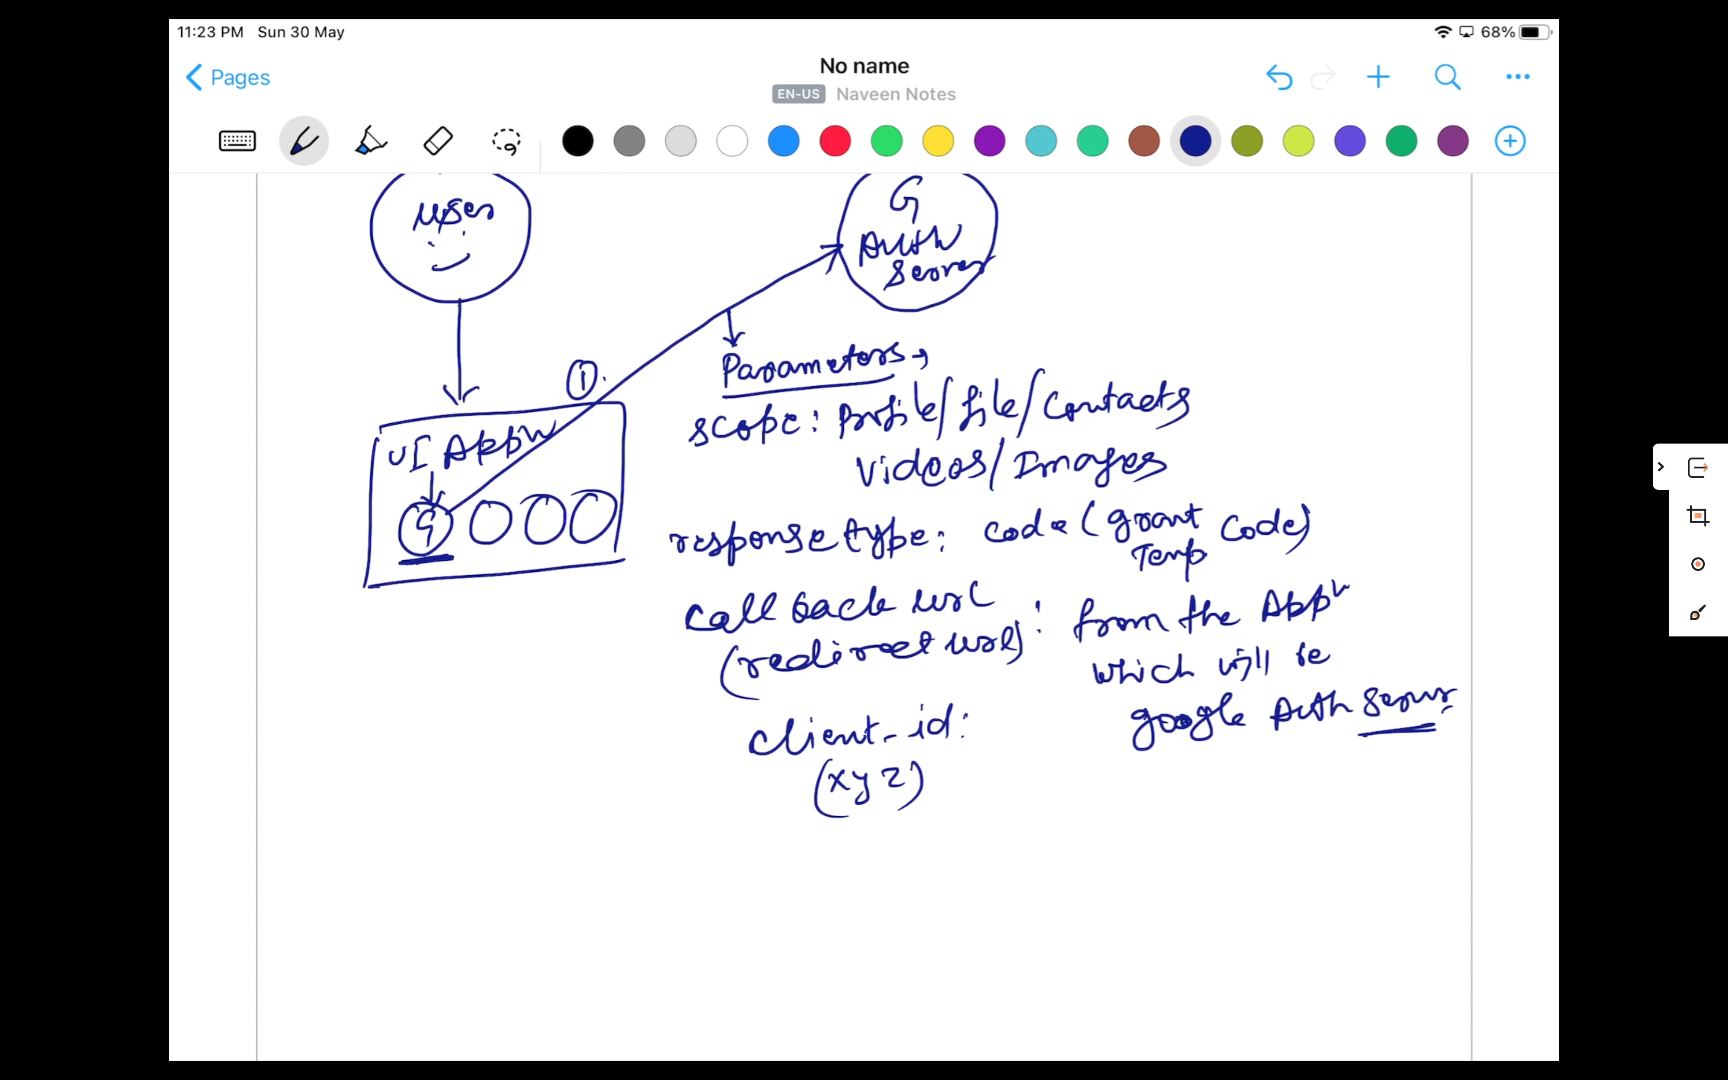 11:23 PM Sun 30 May
68%
Pages
No name
EN-US Naveen Notes
User
G
Auth
Server
①
Parameters →
scope: Profile/file/Contacts
Videos/Images
UI Appn
G
response type: code (grant Code)
Temp
Call back url
(redirect url) : from the Appn
which will be
google Auth Server
client-id:
(xyz)